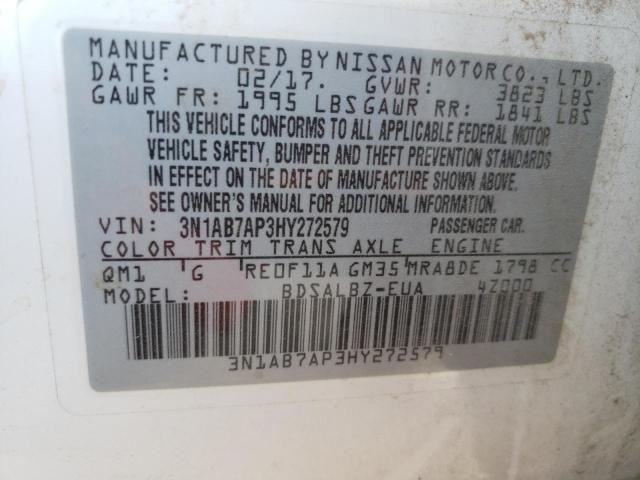 MANUFACTURED BY NISSAN MOTOR CO., LTD.
DATE: 02/17. GVWR: 3823 LBS
GAWR FR: 1995 LBS GAWR RR: 1841 LBS
THIS VEHICLE CONFORMS TO ALL APPLICABLE FEDERAL MOTOR
VEHICLE SAFETY, BUMPER AND THEFT PREVENTION STANDARDS
IN EFFECT ON THE DATE OF MANUFACTURE SHOWN ABOVE.
SEE OWNER'S MANUAL FOR ADDITIONAL INFORMATION.
VIN: 3N1AB7AP3HY272579 PASSENGER CAR.
COLOR TRIM TRANS AXLE ENGINE
QM1 G RE0F11A GM35 MRA8DE 1798 CC
MODEL: BDSALBZ-EUA 4Z000
3N1AB7AP3HY272579